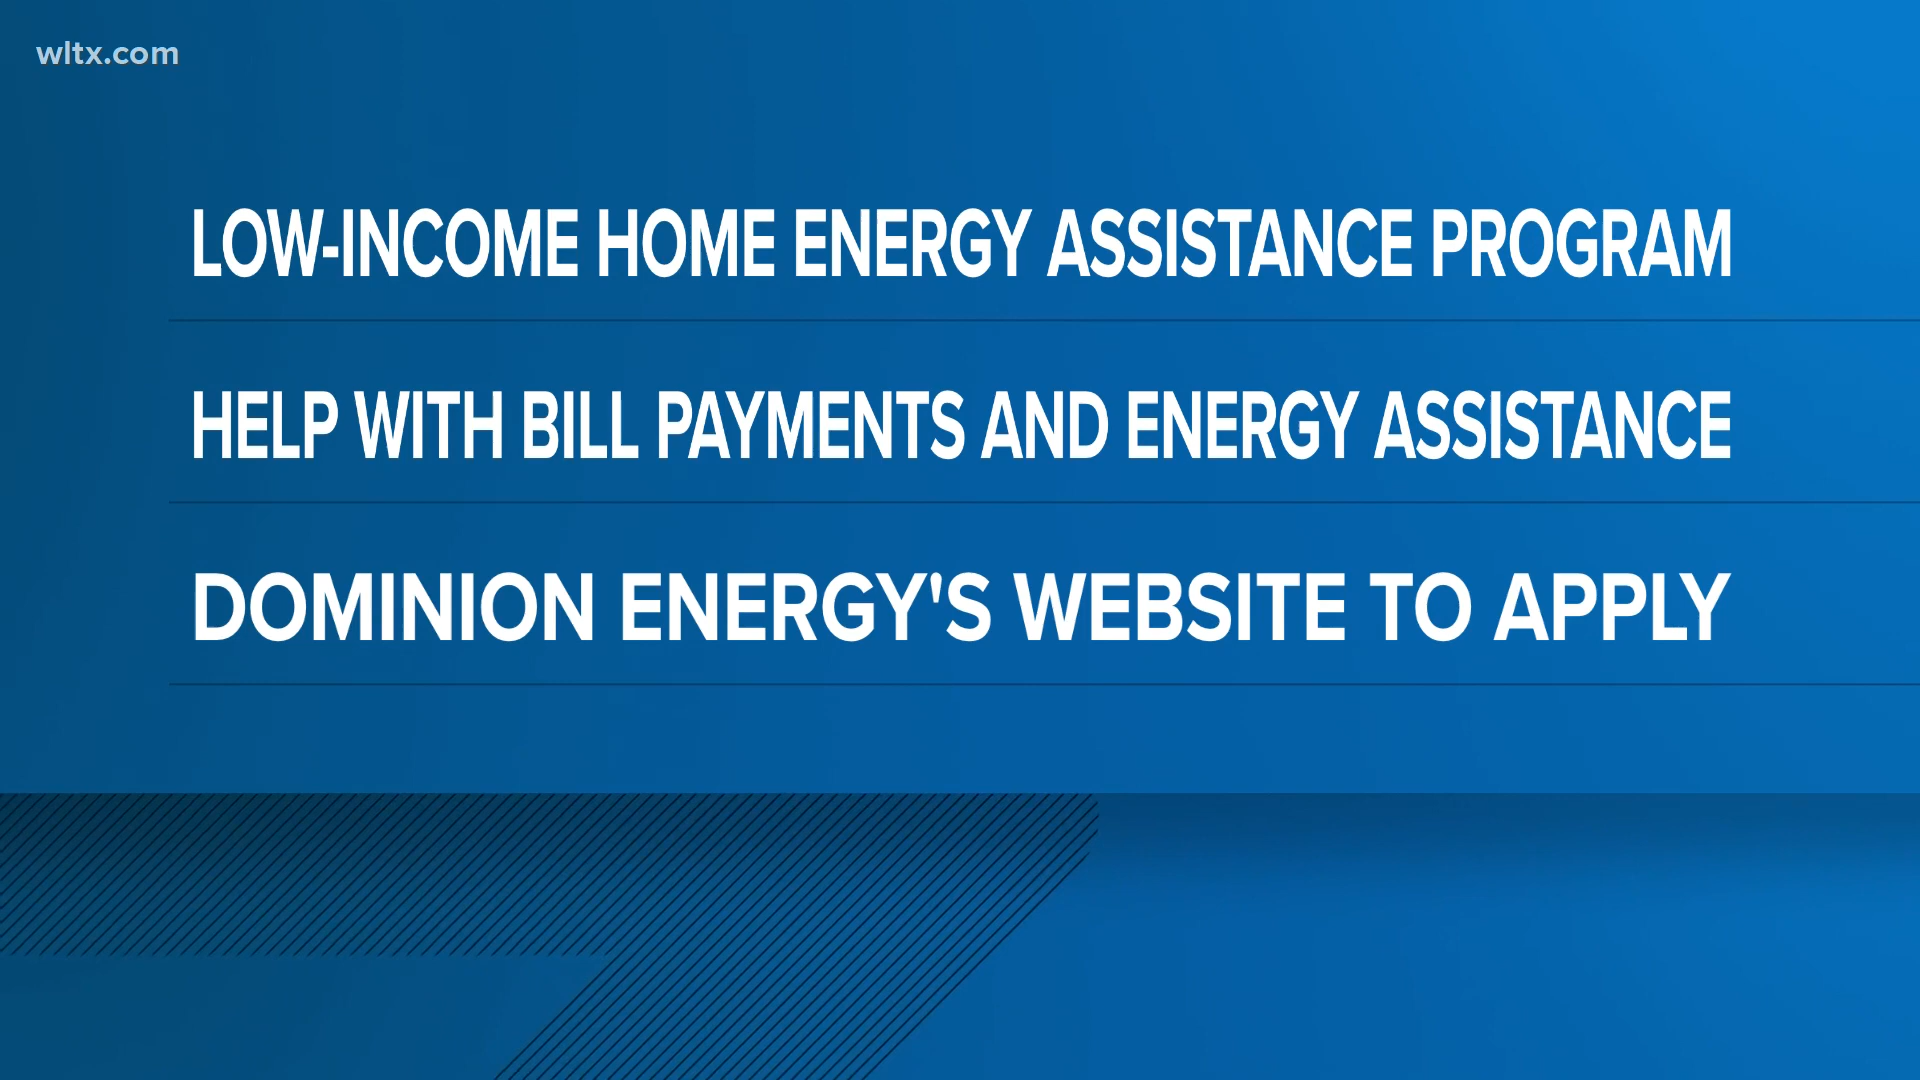 wltx.com
LOW-INCOME HOME ENERGY ASSISTANCE PROGRAM
HELP WITH BILL PAYMENTS AND ENERGY ASSISTANCE
DOMINION ENERGY'S WEBSITE TO APPLY